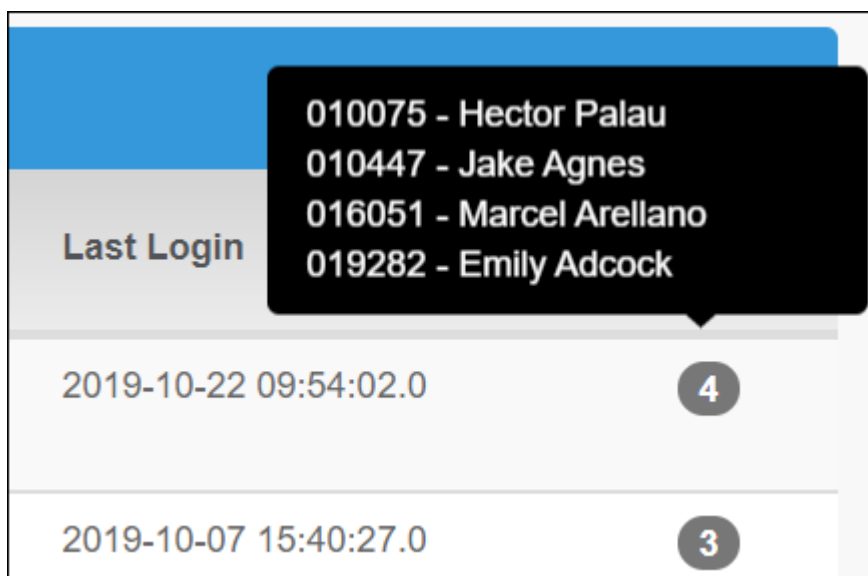 010075 - Hector Palau
010447 - Jake Agnes
016051 - Marcel Arellano
019282 - Emily Adcock
Last Login
2019-10-22 09:54:02.0 4
2019-10-07 15:40:27.0 3